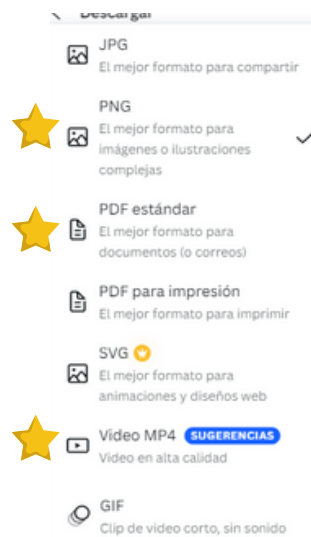 Descargar
JPG
El mejor formato para compartir
PNG
El mejor formato para
imágenes o ilustraciones
complejas
PDF estándar
El mejor formato para
documentos (o correos)
PDF para impresión
El mejor formato para imprimir
SVG
El mejor formato para
animaciones y diseños web
Video MP4 SUGERENCIAS
Video en alta calidad
GIF
Clip de video corto, sin sonido